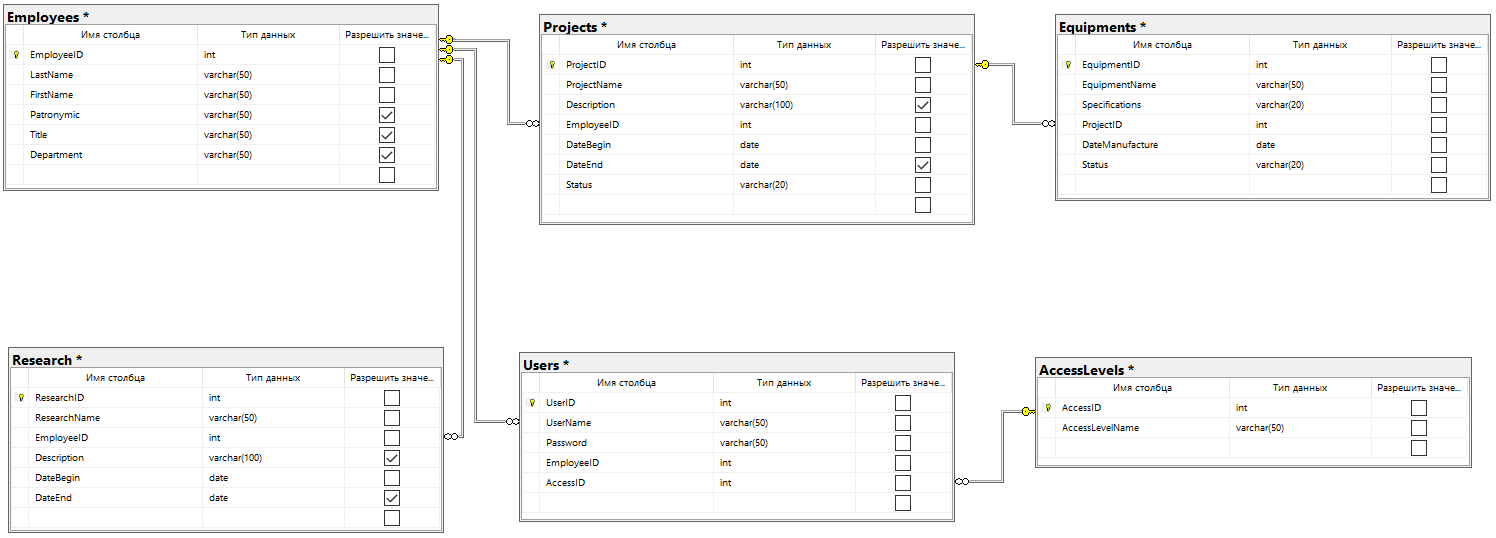 Employees *
Имя столбца Тип данных Разрешить значе...
EmployeeID int
LastName varchar(50)
FirstName varchar(50)
Patronymic varchar(50)
Title varchar(50)
Department varchar(50)
Projects *
Имя столбца Тип данных Разрешить значе...
ProjectID int
ProjectName varchar(50)
Description varchar(100)
EmployeeID int
DateBegin date
DateEnd date
Status varchar(20)
Equipments *
Имя столбца Тип данных Разрешить значе...
EquipmentID int
EquipmentName varchar(50)
Specifications varchar(20)
ProjectID int
DateManufacture date
Status varchar(20)
Research *
Имя столбца Тип данных Разрешить значе...
ResearchID int
ResearchName varchar(50)
EmployeeID int
Description varchar(100)
DateBegin date
DateEnd date
Users *
Имя столбца Тип данных Разрешить значе...
UserID int
UserName varchar(50)
Password varchar(50)
EmployeeID int
AccessID int
AccessLevels *
Имя столбца Тип данных Разрешить значе...
AccessID int
AccessLevelName varchar(50)